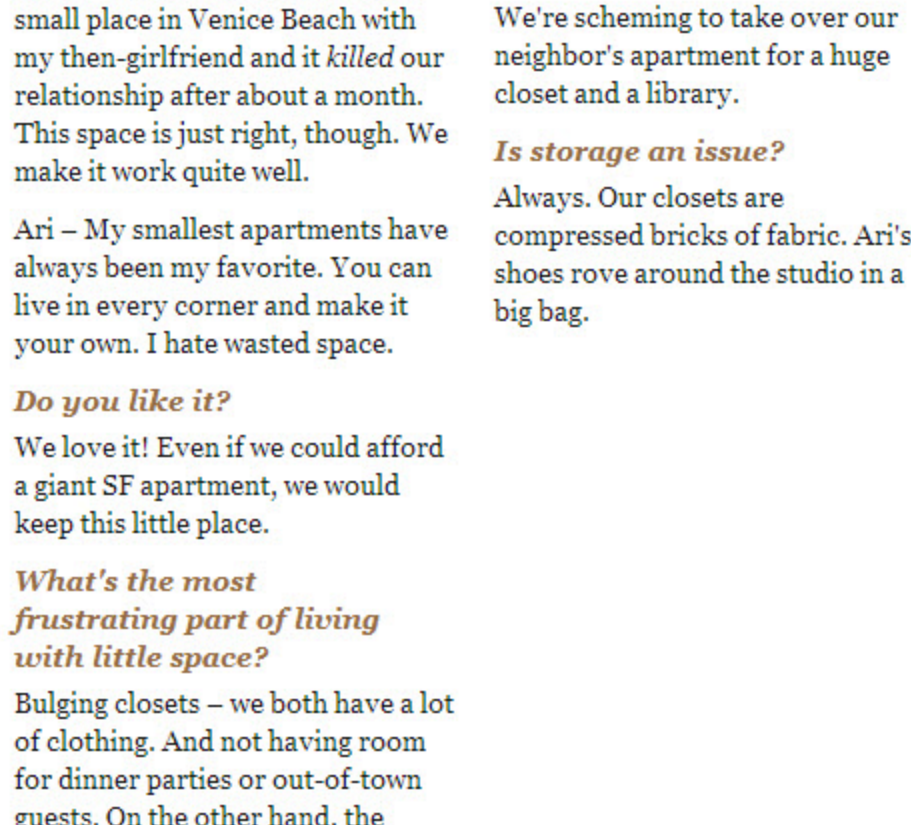 small place in Venice Beach with
my then-girlfriend and it killed our
relationship after about a month.
This space is just right, though. We
make it work quite well.
Ari – My smallest apartments have
always been my favorite. You can
live in every corner and make it
your own. I hate wasted space.
Do you like it?
We love it! Even if we could afford
a giant SF apartment, we would
keep this little place.
What's the most
frustrating part of living
with little space?
Bulging closets – we both have a lot
of clothing. And not having room
for dinner parties or out-of-town
guests. On the other hand, the
We're scheming to take over our
neighbor's apartment for a huge
closet and a library.
Is storage an issue?
Always. Our closets are
compressed bricks of fabric. Ari's
shoes rove around the studio in a
big bag.